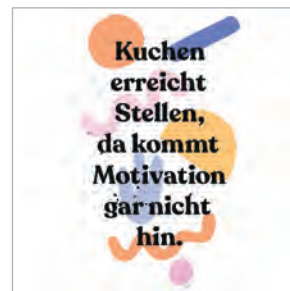 Kuchen
erreicht
Stellen,
da kommt
Motivation
gar nicht
hin.